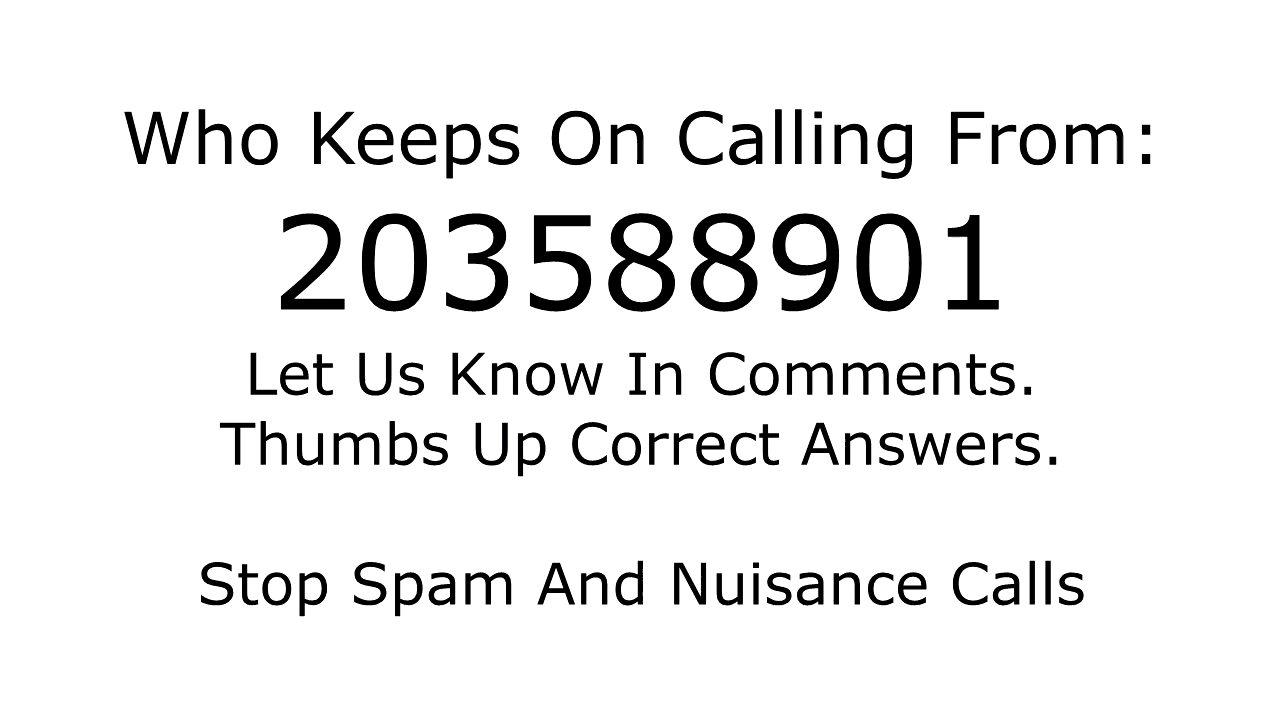 Who Keeps On Calling From:
203588901
Let Us Know In Comments.
Thumbs Up Correct Answers.
Stop Spam And Nuisance Calls